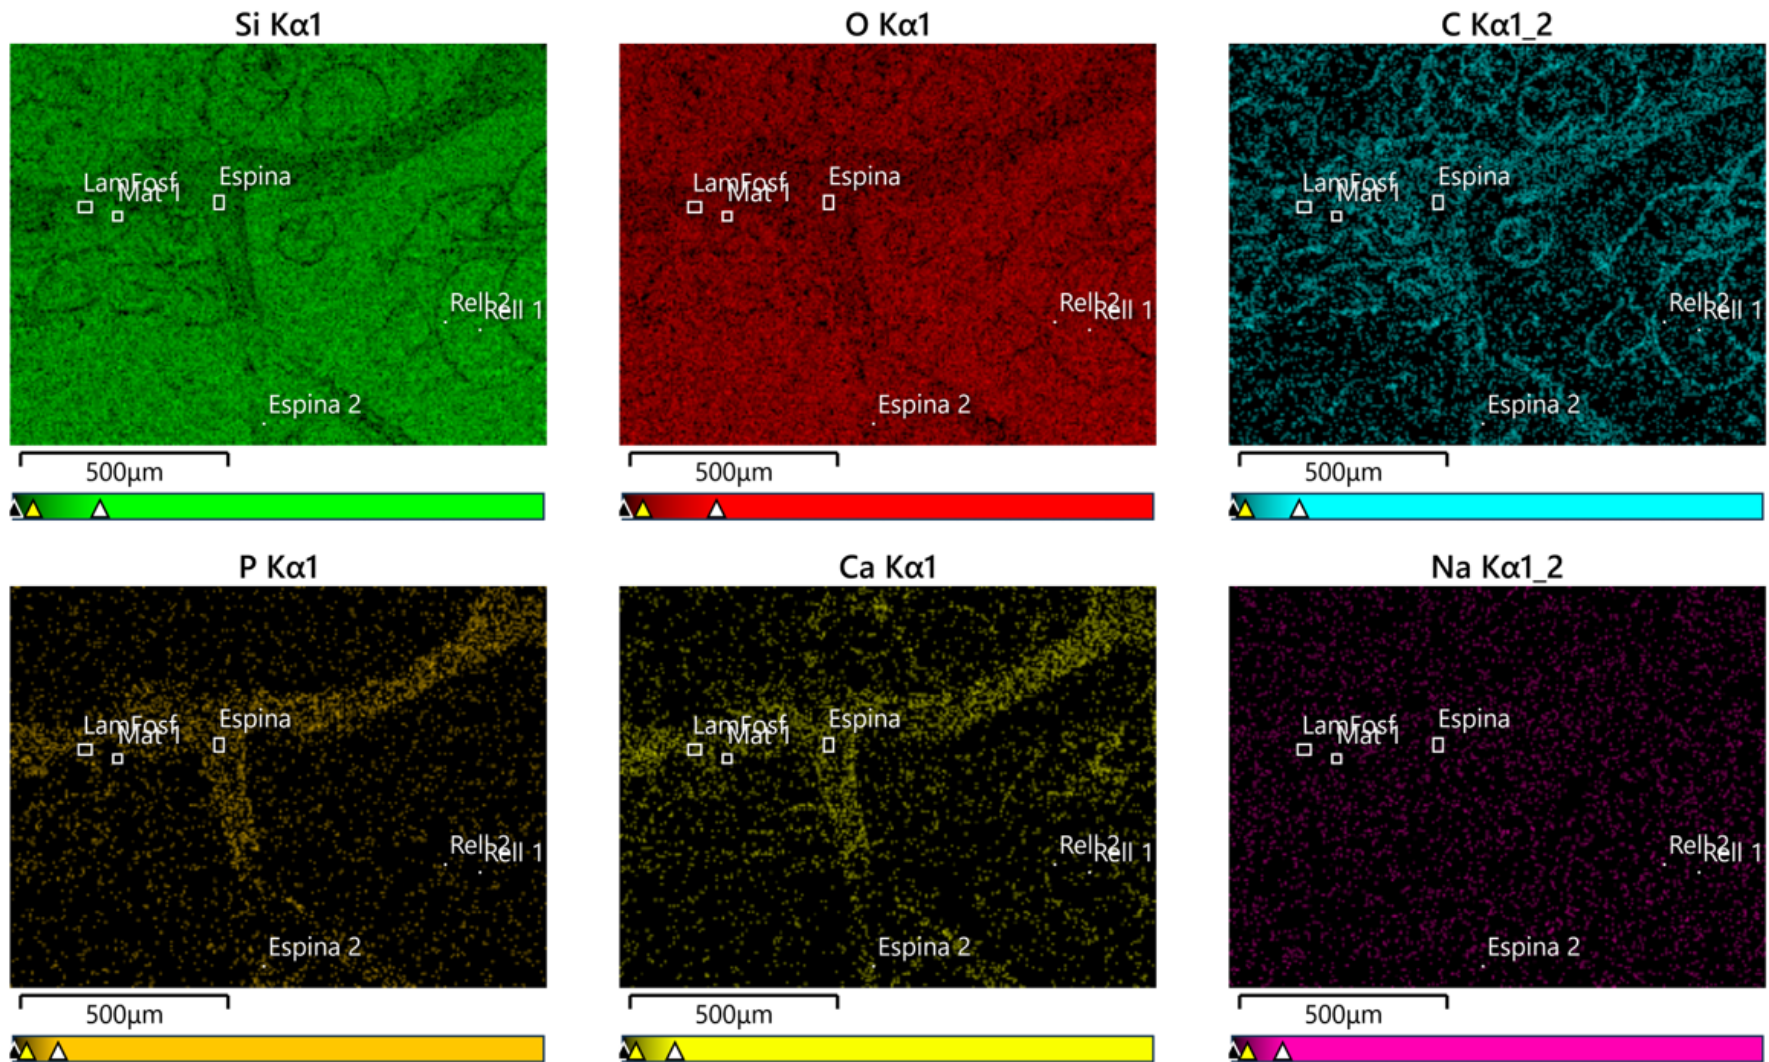 Si Kα1
LamFosf
Mat 1
Espina
Rell 2
Rell 1
Espina 2
500µm
O Kα1
LamFosf
Mat 1
Espina
Rell 2
Rell 1
Espina 2
500µm
C Kα1_2
LamFosf
Mat 1
Espina
Rell 2
Rell 1
Espina 2
500µm
P Kα1
LamFosf
Mat 1
Espina
Rell 2
Rell 1
Espina 2
500µm
Ca Kα1
LamFosf
Mat 1
Espina
Rell 2
Rell 1
Espina 2
500µm
Na Kα1_2
LamFosf
Mat 1
Espina
Rell 2
Rell 1
Espina 2
500µm